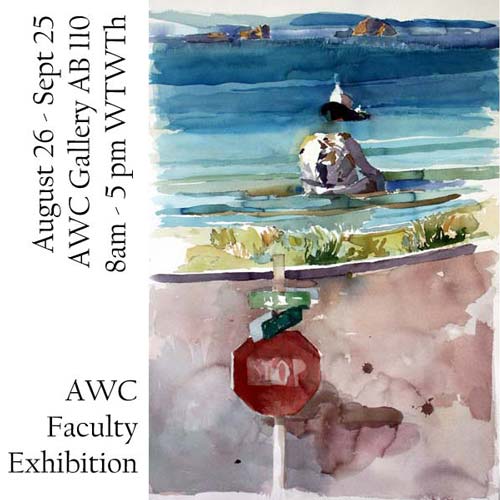 August 26 - Sept 25
AWC Gallery AB 110
8am - 5 pm WTWTh
AWC
Faculty
Exhibition
STOP